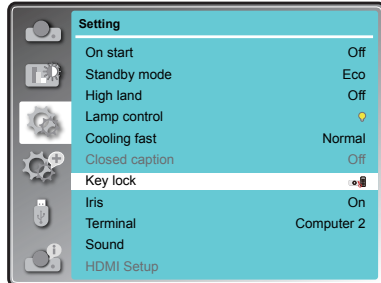 Setting
On start Off
Standby mode Eco
High land Off
Lamp control
Cooling fast Normal
Closed caption Off
Key lock
Iris On
Terminal Computer 2
Sound
HDMI Setup